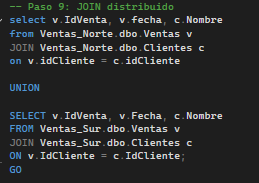 -- Paso 9: JOIN distribuido
select v.IdVenta, v.fecha, c.Nombre
from Ventas_Norte.dbo.Ventas v
JOIN Ventas_Norte.dbo.Clientes c
on v.idCliente = c.idCliente
UNION
SELECT v.IdVenta, v.Fecha, c.Nombre
FROM Ventas_Sur.dbo.Ventas v
JOIN Ventas_Sur.dbo.Clientes c
ON v.IdCliente = c.IdCliente;
GO